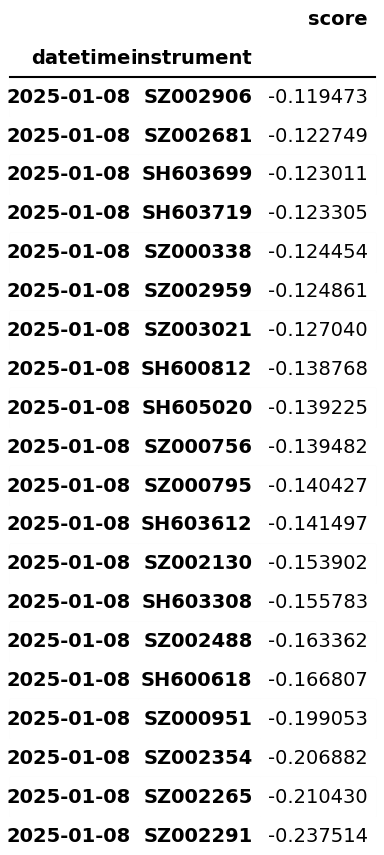 score
datetime instrument
2025-01-08 SZ002906 -0.119473
2025-01-08 SZ002681 -0.122749
2025-01-08 SH603699 -0.123011
2025-01-08 SH603719 -0.123305
2025-01-08 SZ000338 -0.124454
2025-01-08 SZ002959 -0.124861
2025-01-08 SZ003021 -0.127040
2025-01-08 SH600812 -0.138768
2025-01-08 SH605020 -0.139225
2025-01-08 SZ000756 -0.139482
2025-01-08 SZ000795 -0.140427
2025-01-08 SH603612 -0.141497
2025-01-08 SZ002130 -0.153902
2025-01-08 SH603308 -0.155783
2025-01-08 SZ002488 -0.163362
2025-01-08 SH600618 -0.166807
2025-01-08 SZ000951 -0.199053
2025-01-08 SZ002354 -0.206882
2025-01-08 SZ002265 -0.210430
2025-01-08 SZ002291 -0.237514